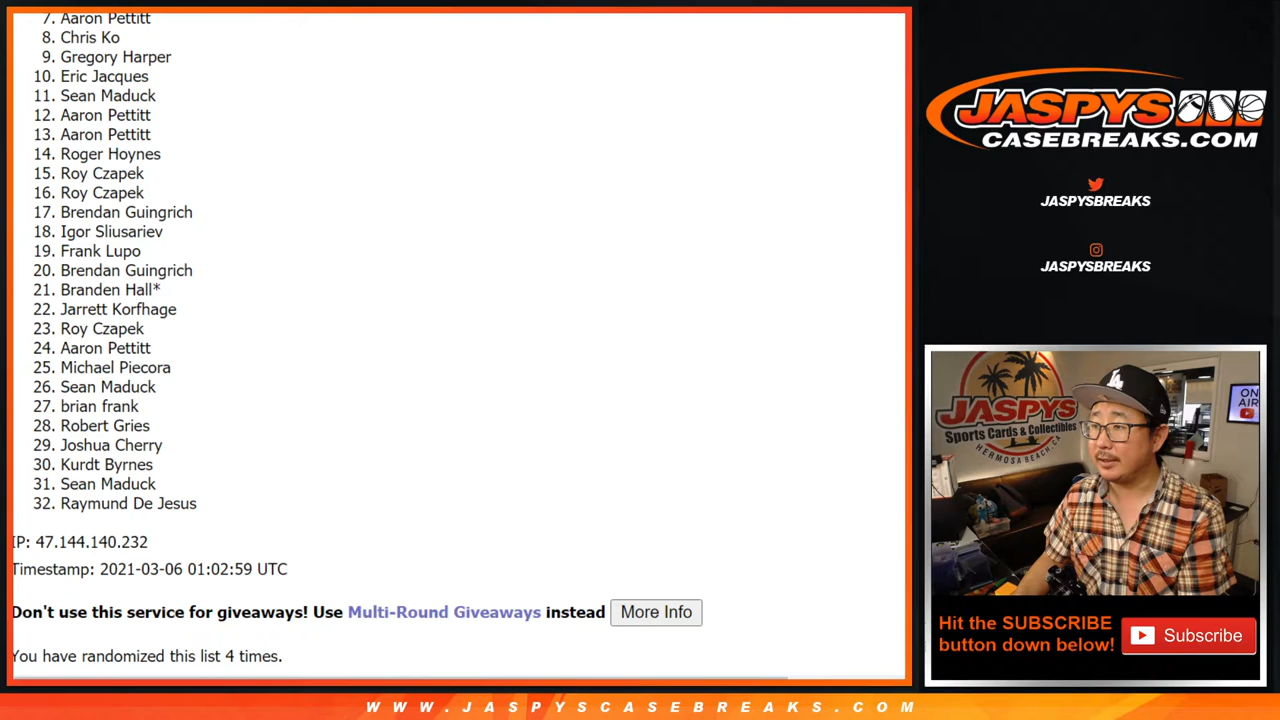 7. Aaron Pettitt
8. Chris Ko
9. Gregory Harper
10. Eric Jacques
11. Sean Maduck
12. Aaron Pettitt
13. Aaron Pettitt
14. Roger Hoynes
15. Roy Czapek
16. Roy Czapek
17. Brendan Guingrich
18. Igor Sliusariev
19. Frank Lupo
20. Brendan Guingrich
21. Branden Hall*
22. Jarrett Korfhage
23. Roy Czapek
24. Aaron Pettitt
25. Michael Piecora
26. Sean Maduck
27. brian frank
28. Robert Gries
29. Joshua Cherry
30. Kurdt Byrnes
31. Sean Maduck
32. Raymund De Jesus
IP: 47.144.140.232
Timestamp: 2021-03-06 01:02:59 UTC
Don't use this service for giveaways! Use Multi-Round Giveaways instead More Info
You have randomized this list 4 times.
JASPYS
CASEBREAKS.COM
JASPYSBREAKS
JASPYSBREAKS
JASPYS
Sports Cards & Collectibles
HERMOSA BEACH, CA
LA
ON
AIR
Hit the SUBSCRIBE
button down below!
Subscribe
WWW.JASPYSCASEBREAKS.COM